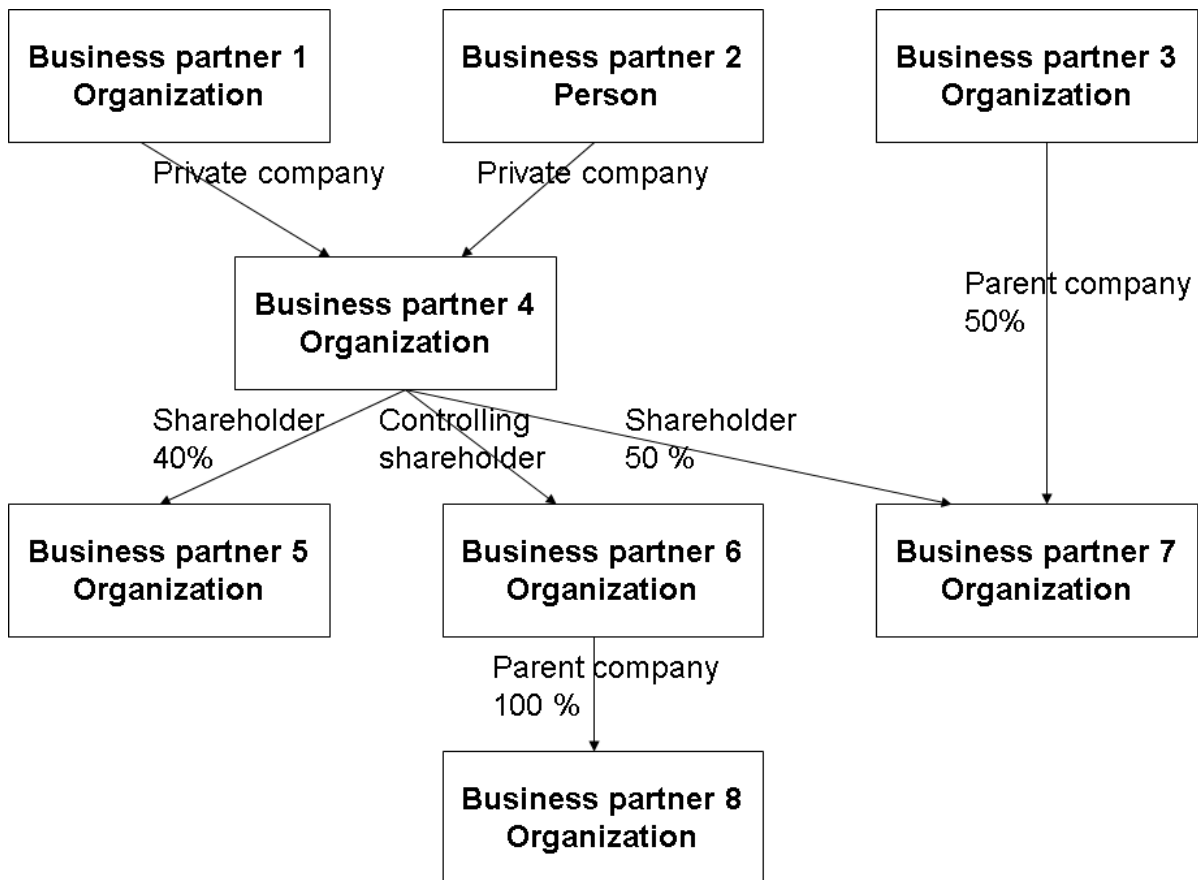 Business partner 1
Organization
Business partner 2
Person
Business partner 3
Organization
Private company
Private company
Business partner 4
Organization
Parent company
50%
Shareholder
40%
Controlling
shareholder
Shareholder
50 %
Business partner 5
Organization
Business partner 6
Organization
Business partner 7
Organization
Parent company
100 %
Business partner 8
Organization